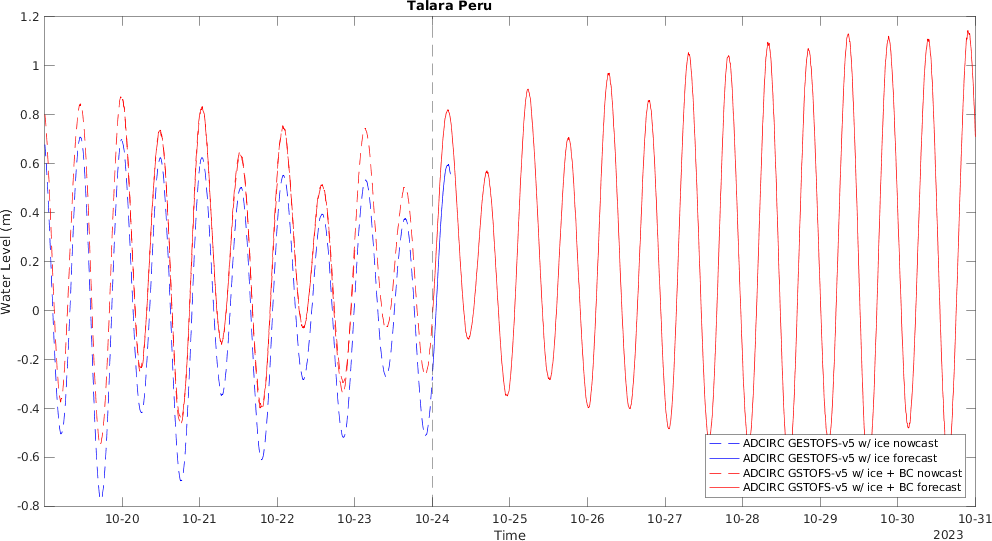 Talara Peru
Water Level (m)
1.2
1
0.8
0.6
0.4
0.2
0
-0.2
-0.4
-0.6
-0.8
ADCIRC GESTOFS-v5 w/ ice nowcast
ADCIRC GESTOFS-v5 w/ ice forecast
ADCIRC GSTOFS-v5 w/ ice + BC nowcast
ADCIRC GSTOFS-v5 w/ ice + BC forecast
10-20 10-21 10-22 10-23 10-24 10-25 10-26 10-27 10-28 10-29 10-30 10-31
Time
2023